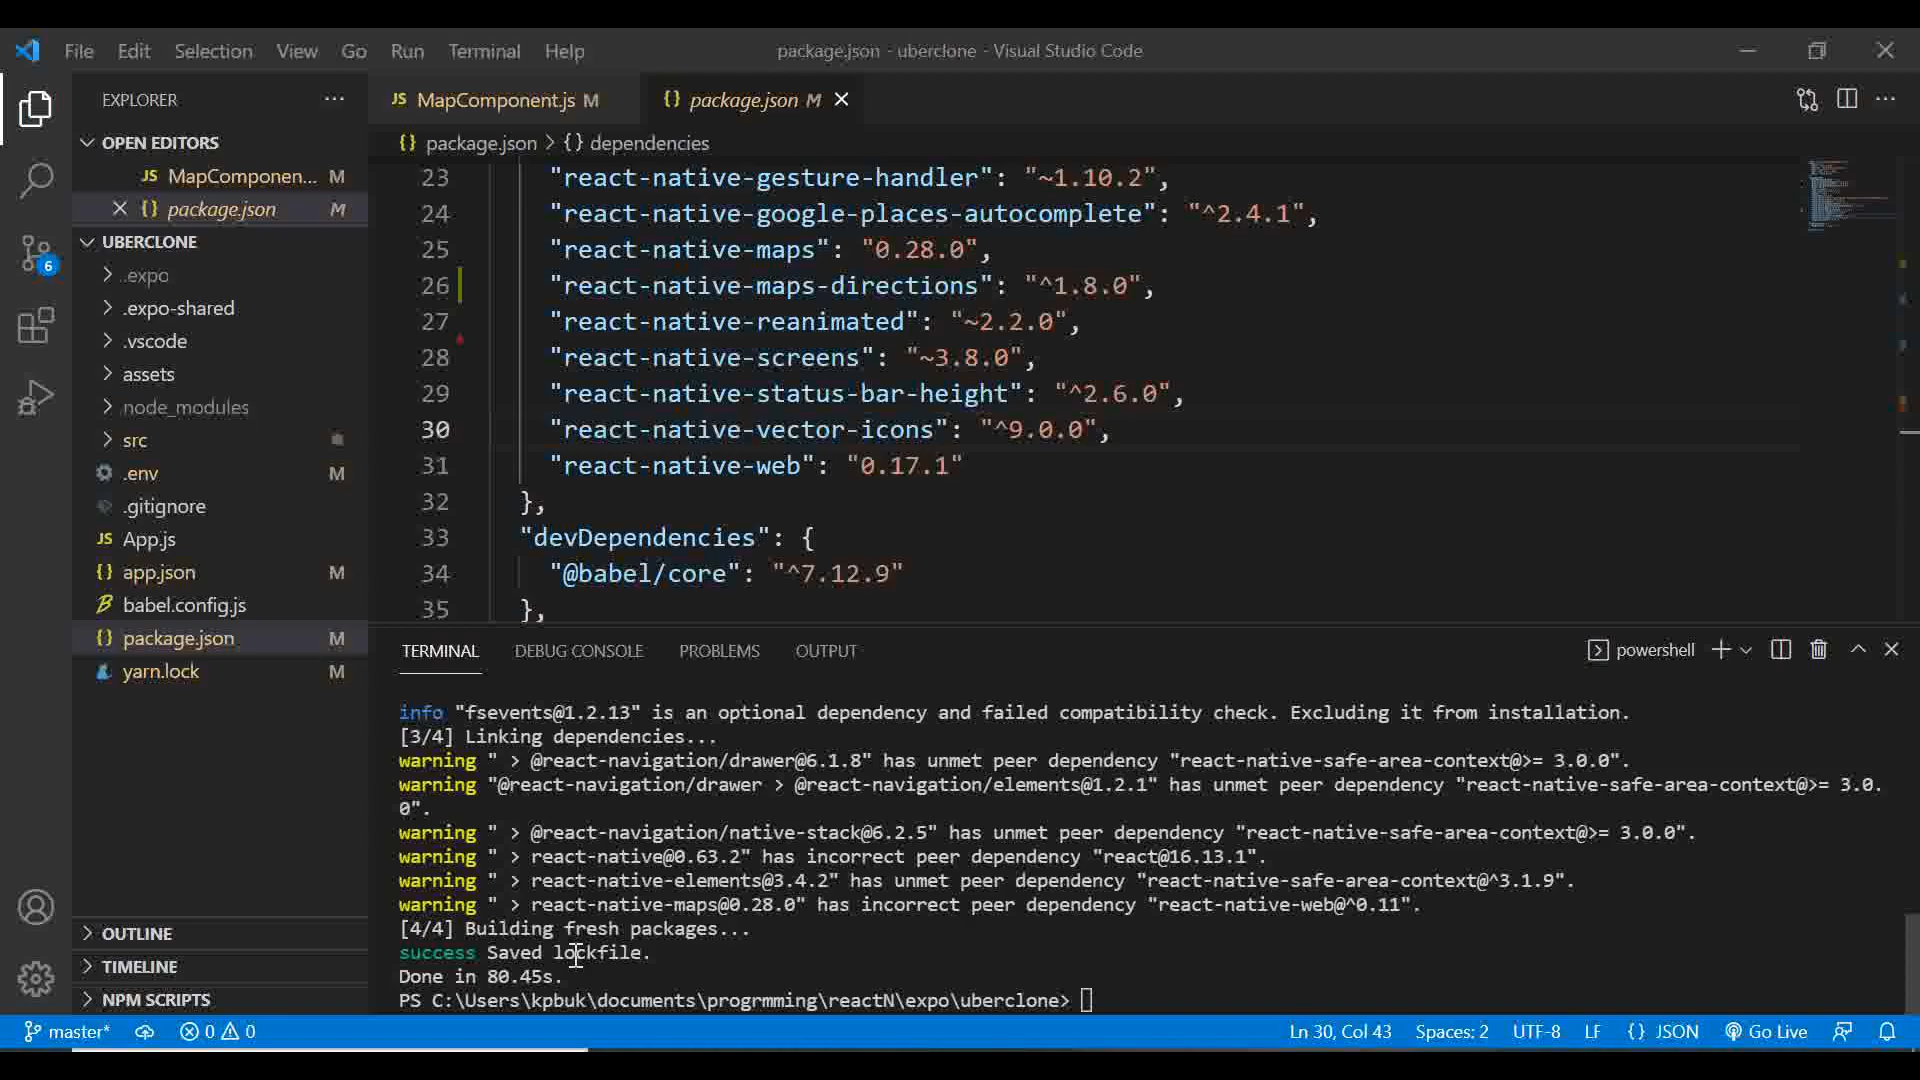 File Edit Selection View Go Run Terminal Help
package.json - uberclone - Visual Studio Code
EXPLORER ···
JS MapComponent.js M
{} package.json M
OPEN EDITORS
{} package.json > {} dependencies
JS MapComponen... M
{} package.json M
UBERCLONE
.expo
.expo-shared
.vscode
assets
node_modules
src
.env M
.gitignore
JS App.js
{} app.json M
babel.config.js
{} package.json M
yarn.lock M
OUTLINE
TIMELINE
NPM SCRIPTS
6
23 "react-native-gesture-handler": "~1.10.2",
24 "react-native-google-places-autocomplete": "^2.4.1",
25 "react-native-maps": "0.28.0",
26 "react-native-maps-directions": "^1.8.0",
27 "react-native-reanimated": "~2.2.0",
28 "react-native-screens": "~3.8.0",
29 "react-native-status-bar-height": "^2.6.0",
30 "react-native-vector-icons": "^9.0.0",
31 "react-native-web": "0.17.1"
32 },
33 "devDependencies": {
34 "@babel/core": "^7.12.9"
35 },
TERMINAL DEBUG CONSOLE PROBLEMS OUTPUT
powershell
info "fsevents@1.2.13" is an optional dependency and failed compatibility check. Excluding it from installation.
[3/4] Linking dependencies...
warning " > @react-navigation/drawer@6.1.8" has unmet peer dependency "react-native-safe-area-context@>= 3.0.0".
warning "@react-navigation/drawer > @react-navigation/elements@1.2.1" has unmet peer dependency "react-native-safe-area-context@>= 3.0.
0".
warning " > @react-navigation/native-stack@6.2.5" has unmet peer dependency "react-native-safe-area-context@>= 3.0.0".
warning " > react-native@0.63.2" has incorrect peer dependency "react@16.13.1".
warning " > react-native-elements@3.4.2" has unmet peer dependency "react-native-safe-area-context@^3.1.9".
warning " > react-native-maps@0.28.0" has incorrect peer dependency "react-native-web@^0.11".
[4/4] Building fresh packages...
success Saved lockfile.
Done in 80.45s.
PS C:\Users\kpbuk\documents\progrmming\reactN\expo\uberclone>
master* 0 0
Ln 30, Col 43 Spaces: 2 UTF-8 LF {} JSON Go Live